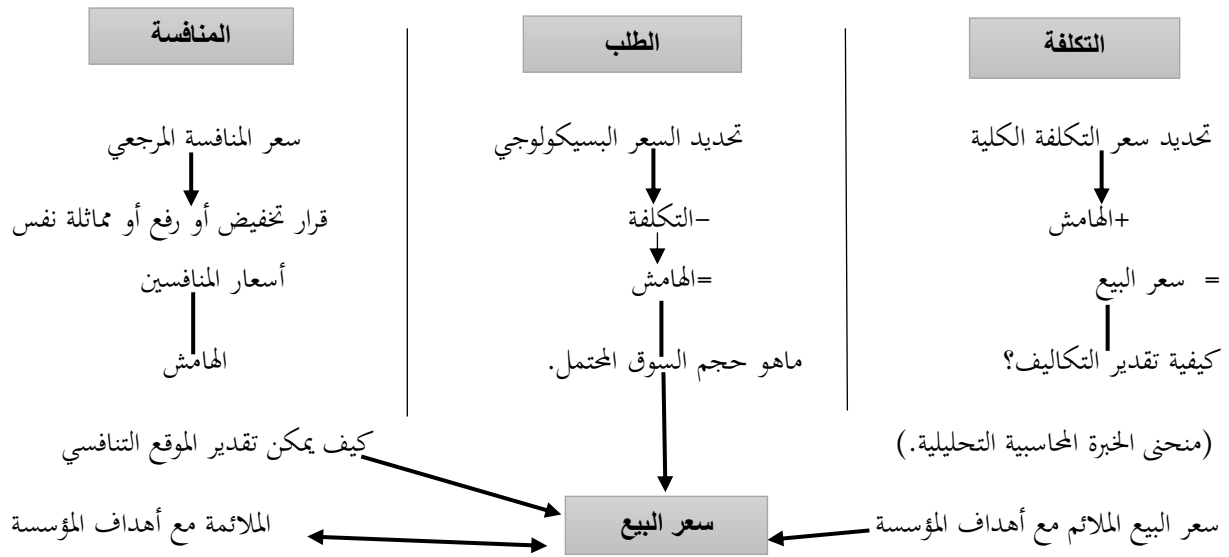 التكلفة
تحديد سعر التكلفة الكلية
+الهامش
= سعر البيع
كيفية تقدير التكاليف؟
(منحنى الخبرة المحاسبية التحليلية.)
سعر البيع الملائم مع أهداف المؤسسة
الطلب
تحديد السعر البسيكولوجي
–التكلفة
=الهامش
ماهو حجم السوق المحتمل.
سعر البيع
المنافسة
سعر المنافسة المرجعي
قرار تخفيض أو رفع أو مماثلة نفس
أسعار المنافسين
الهامش
كيف يمكن تقدير الموقع التنافسي
الملائمة مع أهداف المؤسسة